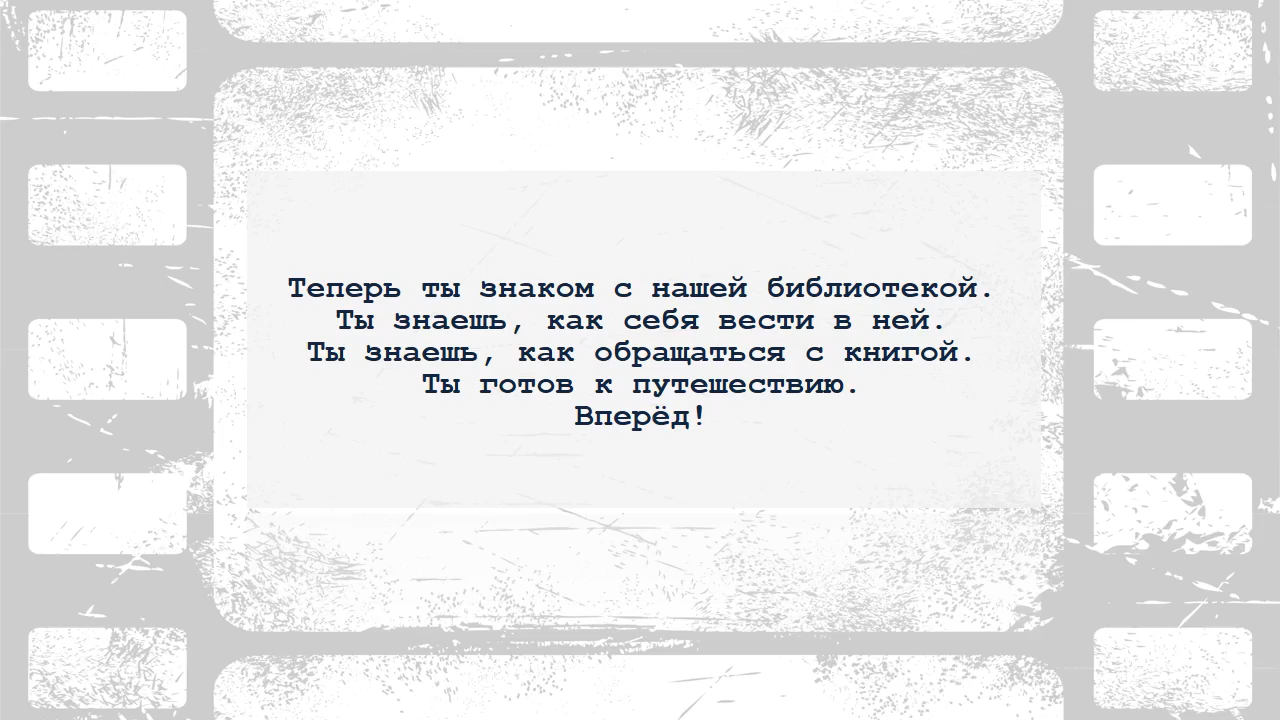 Теперь ты знаком с нашей библиотекой.
Ты знаешь, как себя вести в ней.
Ты знаешь, как обращаться с книгой.
Ты готов к путешествию.
Вперёд!